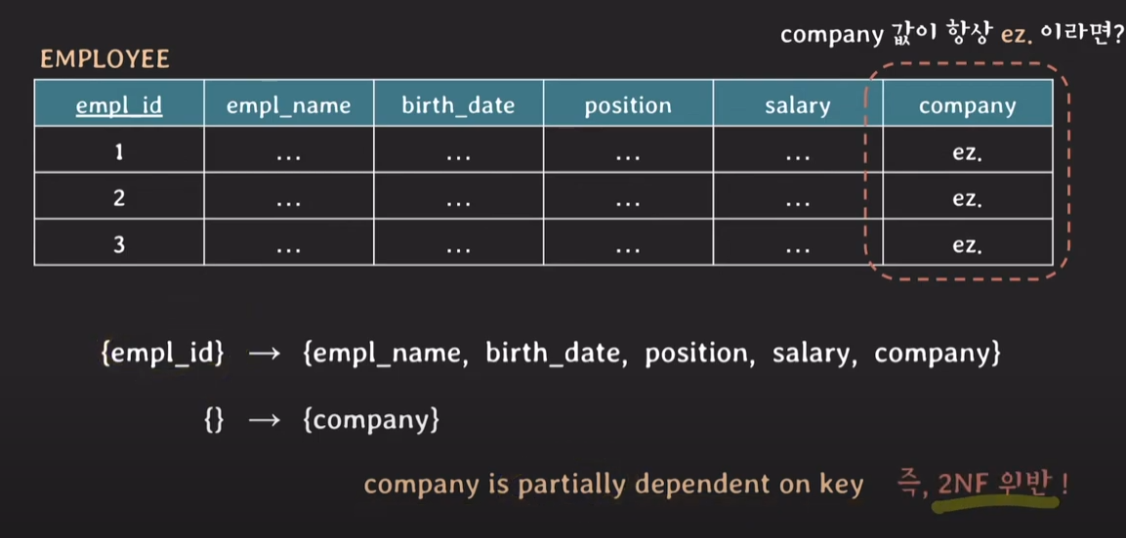 company 값이 항상 ez. 이라면?
EMPLOYEE
empl_id empl_name birth_date position salary company
1 ... ... ... ... ez.
2 ... ... ... ... ez.
3 ... ... ... ... ez.
{empl_id} → {empl_name, birth_date, position, salary, company}
{} → {company}
company is partially dependent on key 즉, 2NF 위반 !